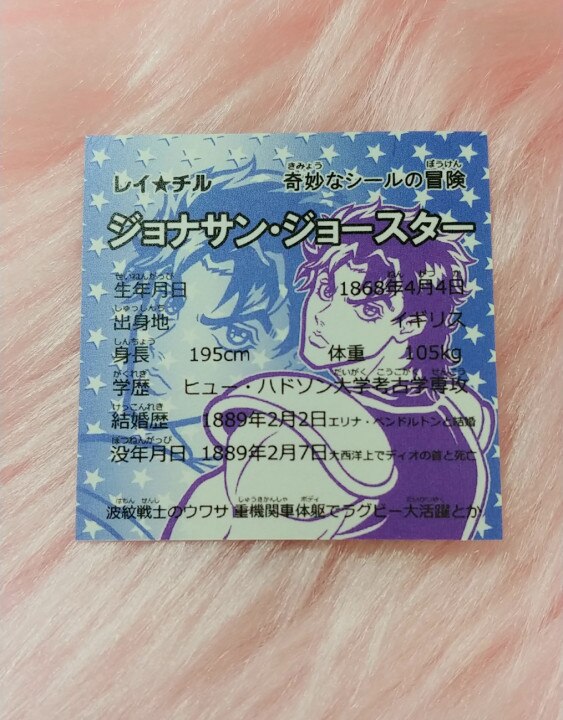 レイ★チル 奇妙なシールの冒険
ジョナサン・ジョースター
生年月日 1868年4月4日
出身地 イギリス
身長 195cm 体重 105kg
学歴 ヒュー・ハドソン大学考古学専攻
結婚歴 1889年2月2日エリナ・ペンドルトンと結婚
没年月日 1889年2月7日大西洋上でディオの首と死亡
波紋戦士のウワサ 重機関車体躯でラグビー大活躍とか